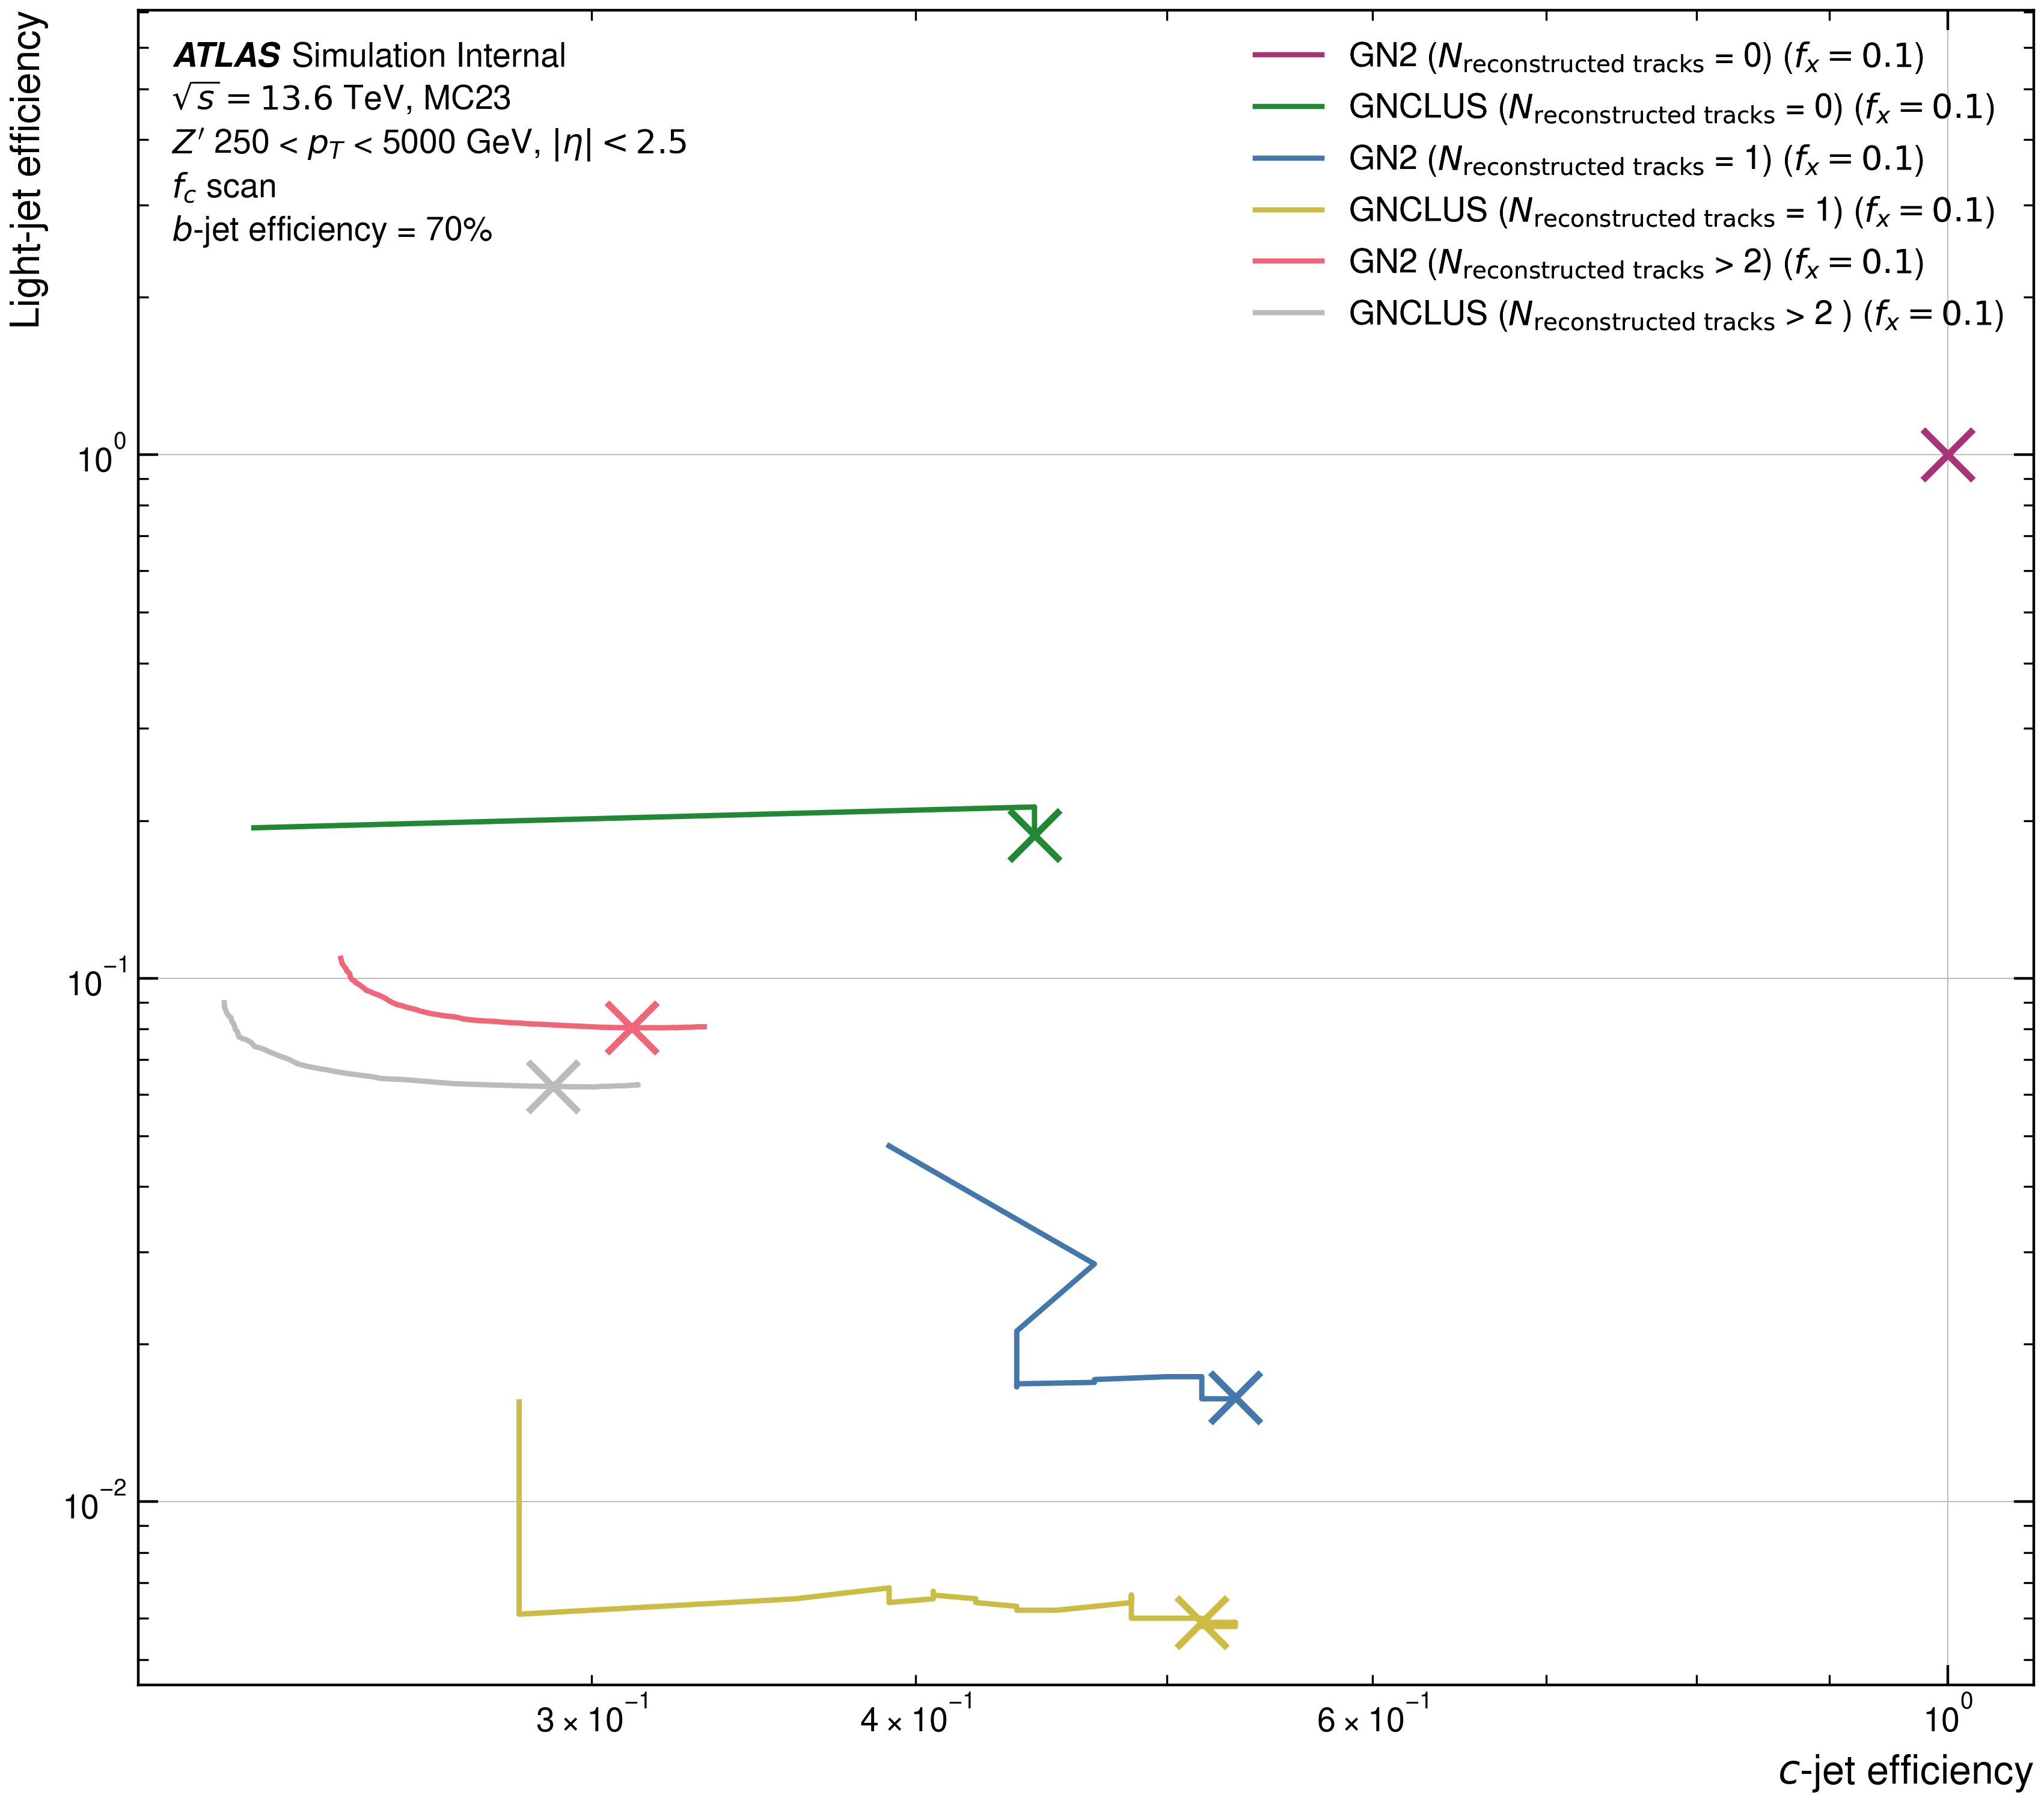 Light-jet efficiency
ATLAS Simulation Internal
√s = 13.6 TeV, MC23
Z′ 250 < p_T < 5000 GeV, |η| < 2.5
f_c scan
b-jet efficiency = 70%
GN2 (N_reconstructed tracks = 0) (f_x = 0.1)
GNCLUS (N_reconstructed tracks = 0) (f_x = 0.1)
GN2 (N_reconstructed tracks = 1) (f_x = 0.1)
GNCLUS (N_reconstructed tracks = 1) (f_x = 0.1)
GN2 (N_reconstructed tracks > 2) (f_x = 0.1)
GNCLUS (N_reconstructed tracks > 2 ) (f_x = 0.1)
10⁰
10⁻¹
10⁻²
3 × 10⁻¹
4 × 10⁻¹
6 × 10⁻¹
10⁰
c-jet efficiency